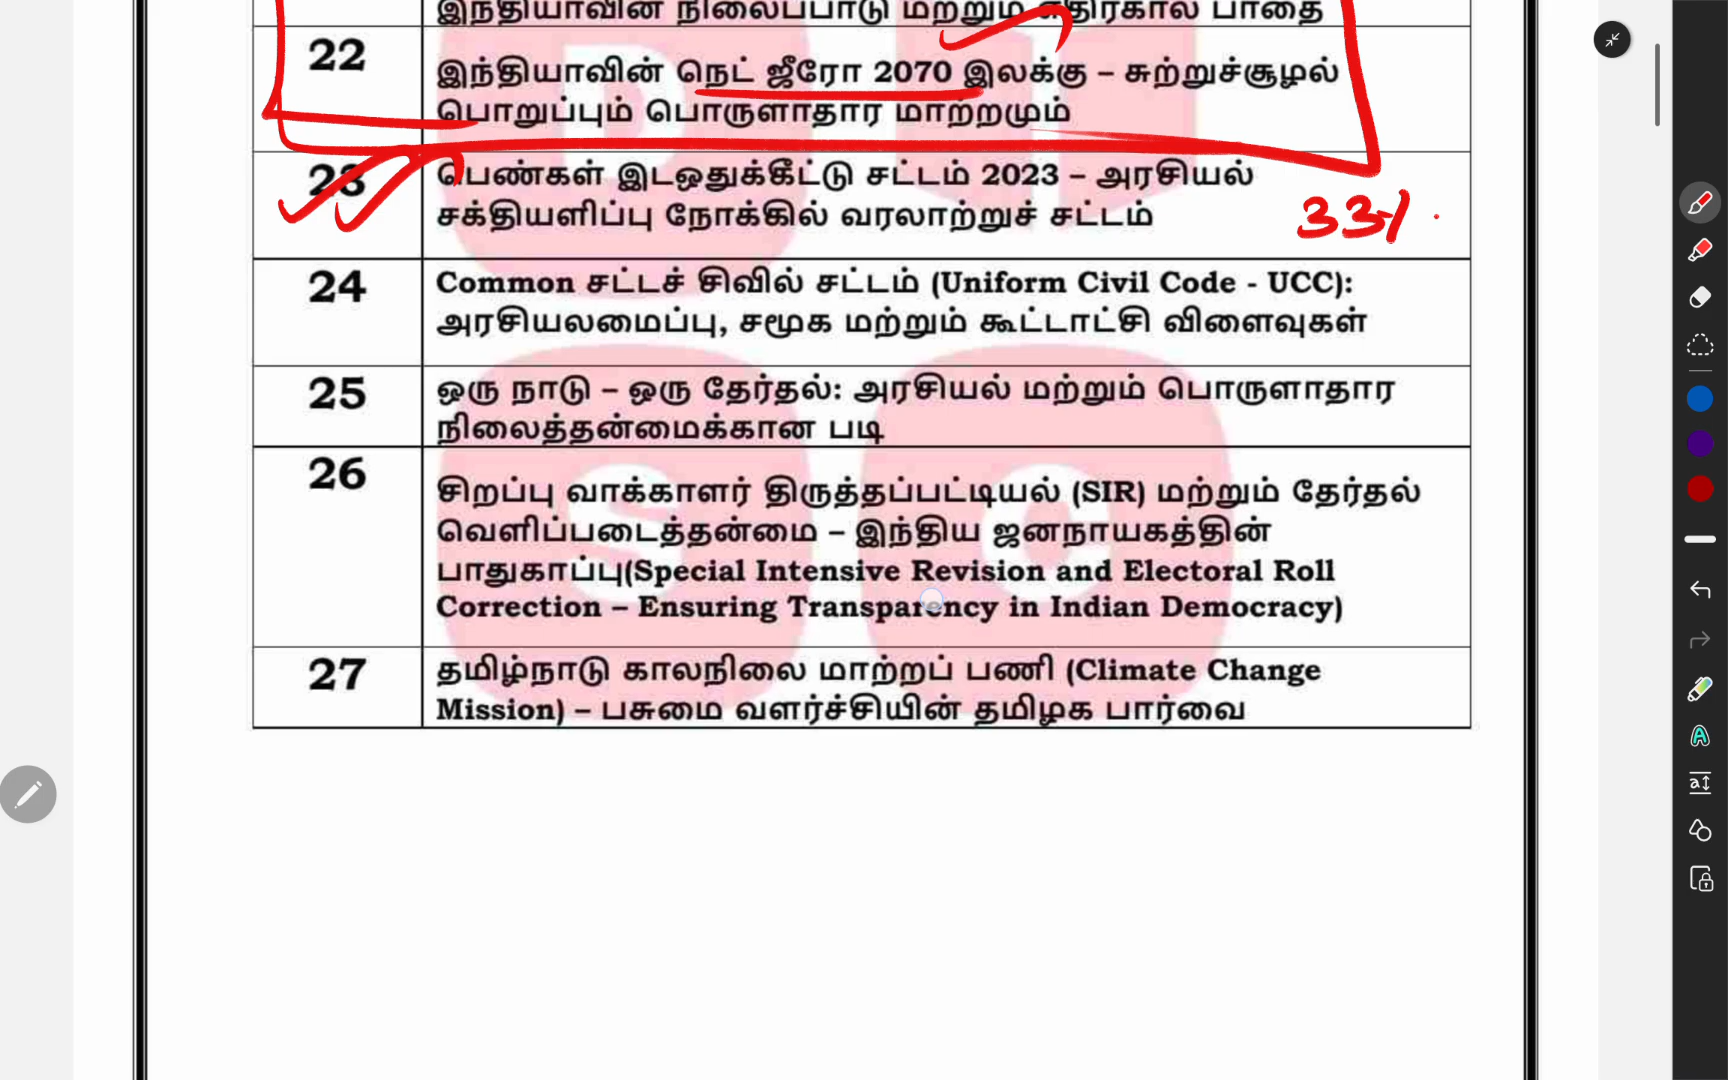 இந்தியாவின் நிலைப்பாடு மற்றும் எதிர்கால பாதை
22
இந்தியாவின் நெட் ஜீரோ 2070 இலக்கு – சுற்றுச்சூழல்
பொறுப்பும் பொருளாதார மாற்றமும்
23
பெண்கள் இடஒதுக்கீட்டு சட்டம் 2023 – அரசியல்
சக்தியளிப்பு நோக்கில் வரலாற்றுச் சட்டம்
33%
24
Common சட்டச் சிவில் சட்டம் (Uniform Civil Code - UCC):
அரசியலமைப்பு, சமூக மற்றும் கூட்டாட்சி விளைவுகள்
25
ஒரு நாடு – ஒரு தேர்தல்: அரசியல் மற்றும் பொருளாதார
நிலைத்தன்மைக்கான படி
26
சிறப்பு வாக்காளர் திருத்தப்பட்டியல் (SIR) மற்றும் தேர்தல்
வெளிப்படைத்தன்மை – இந்திய ஜனநாயகத்தின்
பாதுகாப்பு(Special Intensive Revision and Electoral Roll
Correction – Ensuring Transparency in Indian Democracy)
27
தமிழ்நாடு காலநிலை மாற்றப் பணி (Climate Change
Mission) – பசுமை வளர்ச்சியின் தமிழக பார்வை
D
S
C